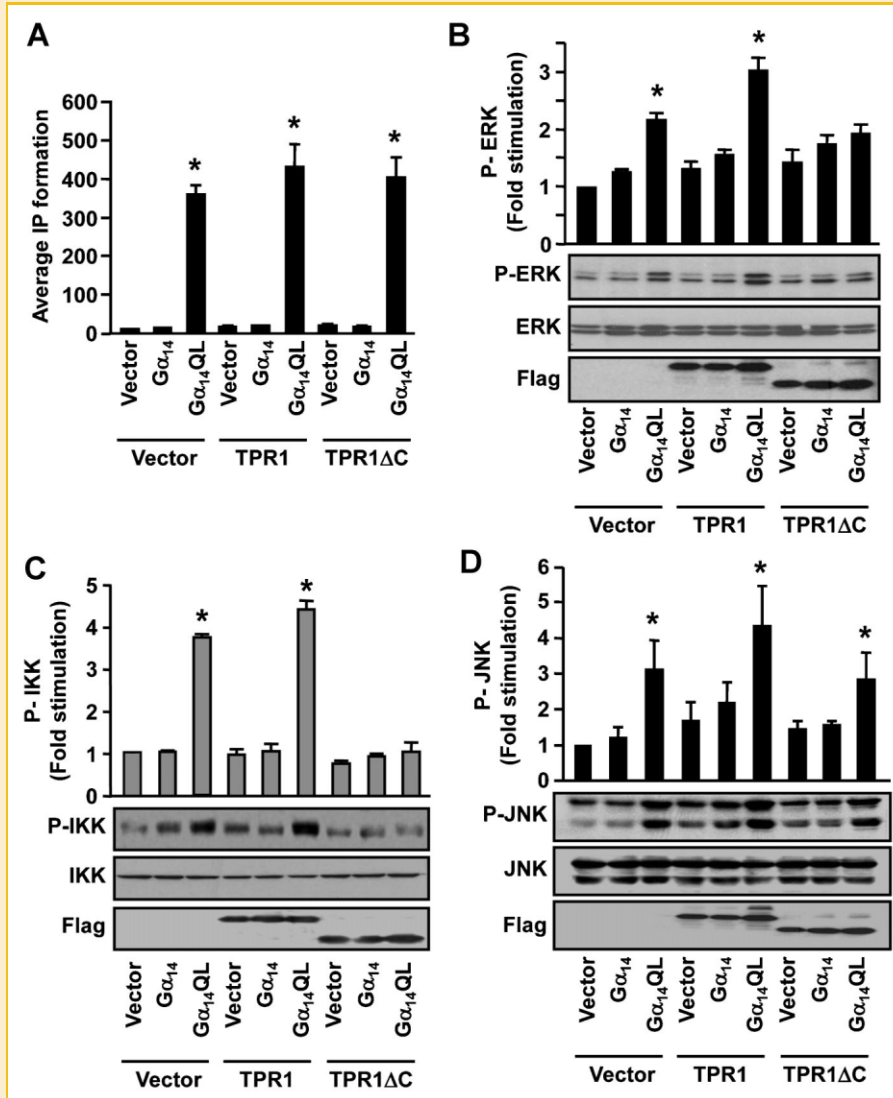 A
Average IP formation
600
500
400
300
200
100
0
*
*
*
Vector
Gα14
Gα14QL
Vector
Gα14
Gα14QL
Vector
Gα14
Gα14QL
Vector
TPR1
TPR1ΔC
B
P- ERK
(Fold stimulation)
3
2
1
0
*
*
P-ERK
ERK
Flag
Vector
Gα14
Gα14QL
Vector
Gα14
Gα14QL
Vector
Gα14
Gα14QL
Vector
TPR1
TPR1ΔC
C
P- IKK
(Fold stimulation)
5
4
3
2
1
0
*
*
P-IKK
IKK
Flag
Vector
Gα14
Gα14QL
Vector
Gα14
Gα14QL
Vector
Gα14
Gα14QL
Vector
TPR1
TPR1ΔC
D
P- JNK
(Fold stimulation)
6
5
4
3
2
1
0
*
*
*
P-JNK
JNK
Flag
Vector
Gα14
Gα14QL
Vector
Gα14
Gα14QL
Vector
Gα14
Gα14QL
Vector
TPR1
TPR1ΔC